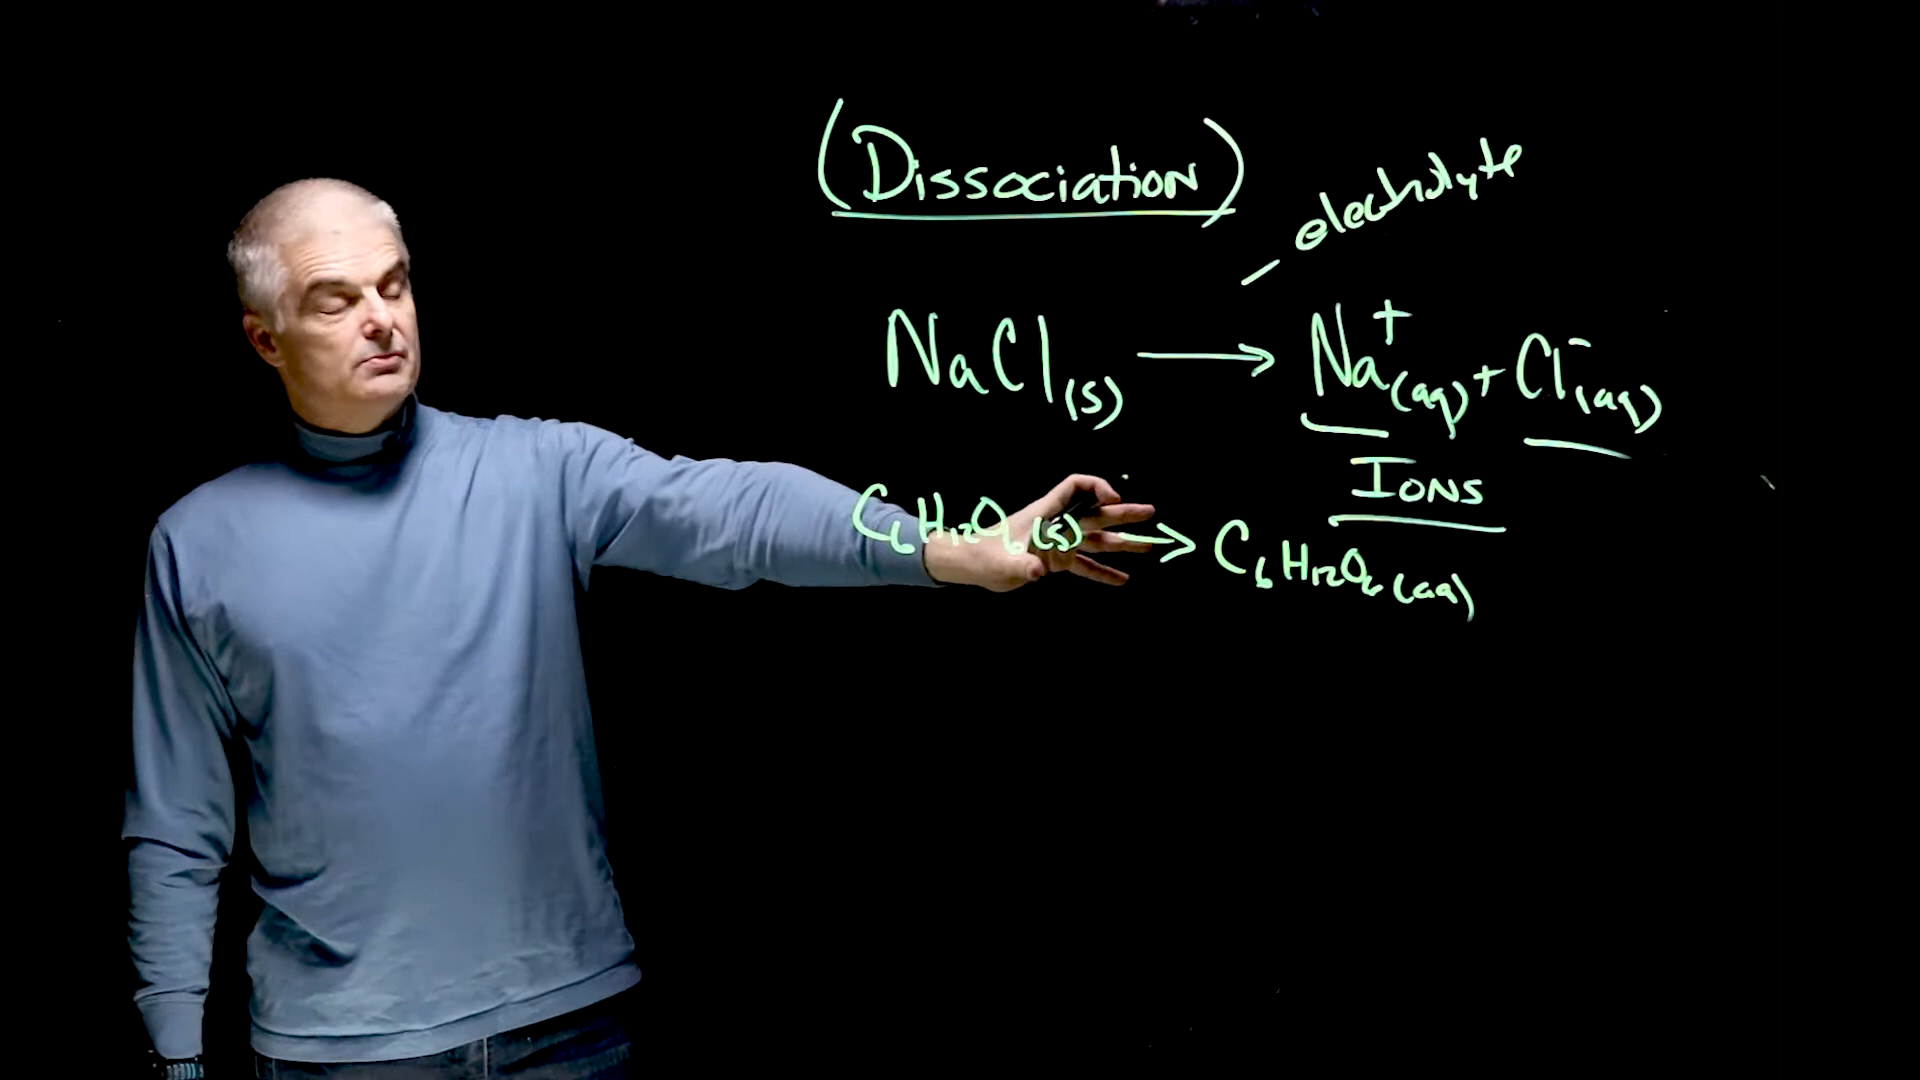 (Dissociation)
electrolyte
NaCl(s) → Na⁺(aq) + Cl⁻(aq)
IONS
C₆H₁₂O₆(s) → C₆H₁₂O₆(aq)